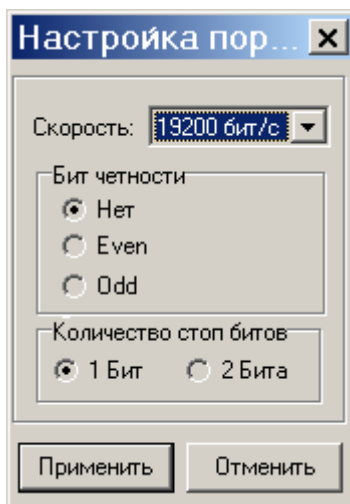 Настройка пор...
Скорость: 19200 бит/с
Бит четности
Нет
Even
Odd
Количество стоп битов
1 Бит 2 Бита
Применить Отменить